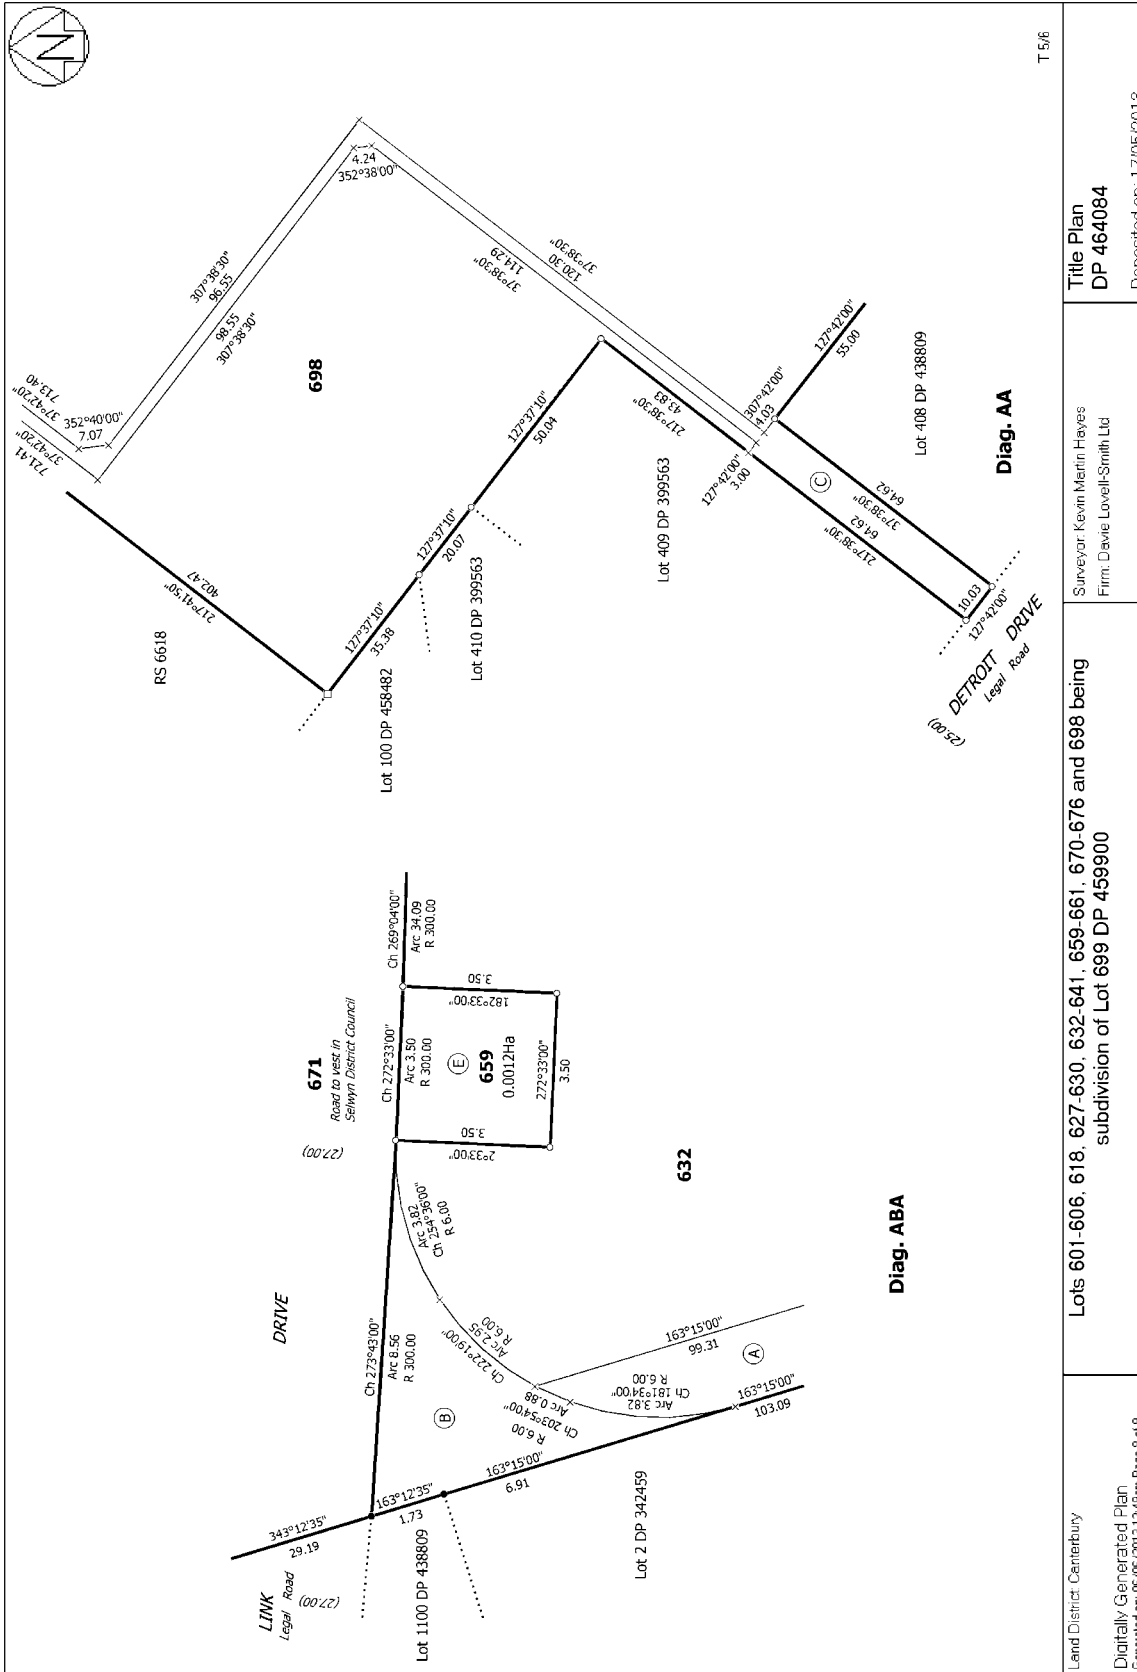 N
T 5/6
698
307°38'30"
96.55
98.55
307°38'30"
4.24
352°38'00"
713.40
37°42'20"
37°42'20"
721.41
352°40'00"
7.07
37°38'30"
114.29
120.30
37°38'30"
402.47
217°41'50"
RS 6618
127°37'10"
50.04
127°37'10"
20.07
127°37'10"
35.38
43.83
217°38'30"
307°42'00"
4.03
127°42'00"
55.00
127°42'00"
3.00
Lot 100 DP 458482
Lot 410 DP 399563
Lot 409 DP 399563
Lot 408 DP 438809
C
64.62
37°38'30"
64.62
217°38'30"
10.03
127°42'00"
(25.00)
DETROIT DRIVE
Legal Road
Diag. AA
671
Road to vest in
Selwyn District Council
(27.00)
DRIVE
LINK
Legal Road
(27.00)
Ch 269°04'00"
Arc 34.09
R 300.00
Ch 272°33'00"
Arc 3.50
R 300.00
E
659
0.0012Ha
3.50
182°33'00"
272°33'00"
3.50
3.50
2°33'00"
Ch 273°43'00"
Arc 8.56
R 300.00
Arc 3.82
Ch 254°36'00"
R 6.00
R 6.00
Arc 2.95
Ch 222°19'00"
Arc 0.88
Ch 203°54'00"
R 6.00
R 6.00
Ch 181°34'00"
Arc 3.82
163°15'00"
99.31
A
B
163°15'00"
103.09
163°15'00"
6.91
163°12'35"
1.73
343°12'35"
29.19
Lot 1100 DP 438809
Lot 2 DP 342459
632
Diag. ABA
Land District: Canterbury
Digitally Generated Plan
Lots 601-606, 618, 627-630, 632-641, 659-661, 670-676 and 698 being
subdivision of Lot 699 DP 459900
Surveyor: Kevin Martin Hayes
Firm: Davie Lovell-Smith Ltd
Title Plan
DP 464084
Deposited on: 17/05/2013